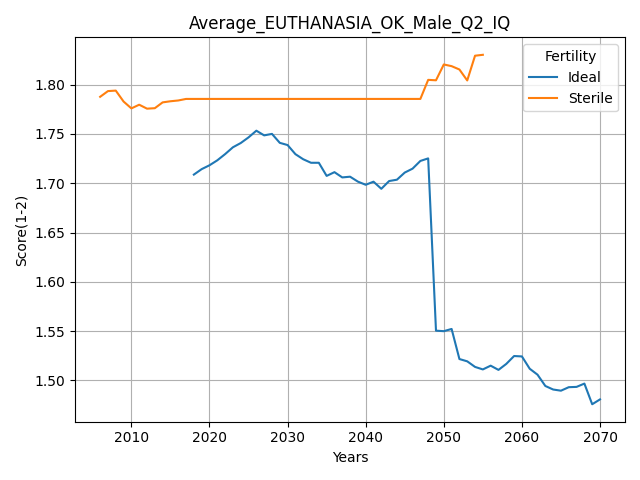 Average_EUTHANASIA_OK_Male_Q2_IQ
Fertility
Ideal
Sterile
Score(1-2)
1.80
1.75
1.70
1.65
1.60
1.55
1.50
2010 2020 2030 2040 2050 2060 2070
Years